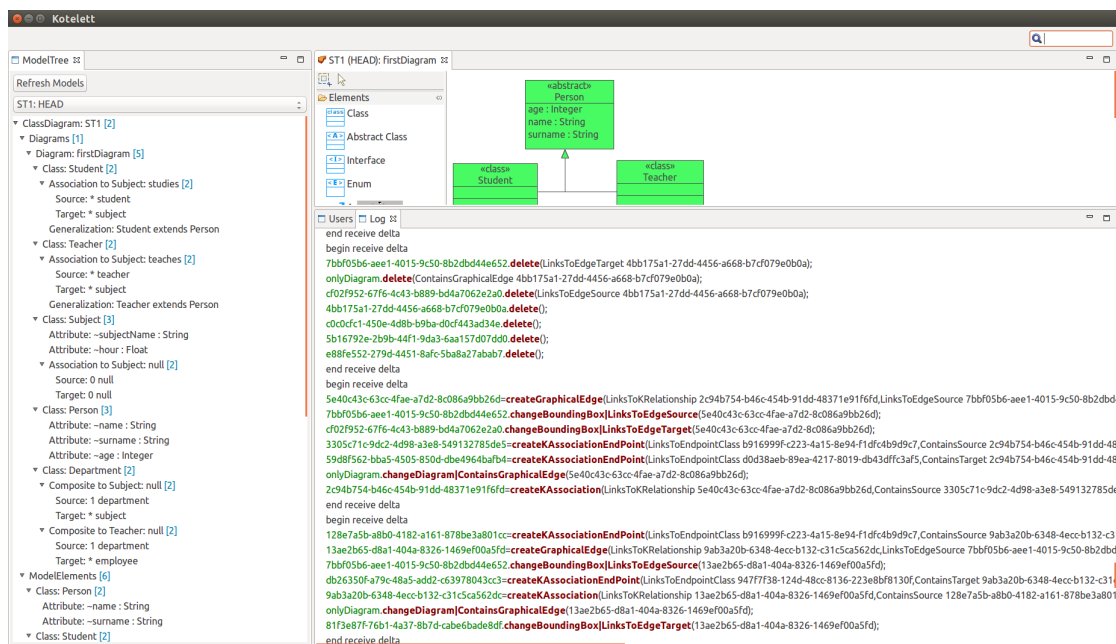 Kotelett
ModelTree
Refresh Models
ST1: HEAD
ClassDiagram: ST1 [2]
Diagrams [1]
Diagram: firstDiagram [5]
Class: Student [2]
Association to Subject: studies [2]
Source: * student
Target: * subject
Generalization: Student extends Person
Class: Teacher [2]
Association to Subject: teaches [2]
Source: * teacher
Target: * subject
Generalization: Teacher extends Person
Class: Subject [3]
Attribute: ~subjectName : String
Attribute: ~hour : Float
Association to Subject: null [2]
Source: 0 null
Target: 0 null
Class: Person [3]
Attribute: ~name : String
Attribute: ~surname : String
Attribute: ~age : Integer
Class: Department [2]
Composite to Subject: null [2]
Source: 1 department
Target: * subject
Composite to Teacher: null [2]
Source: 1 department
Target: * employee
ModelElements [6]
Class: Person [2]
Attribute: ~name : String
Attribute: ~surname : String
Class: Student [2]
ST1 (HEAD): firstDiagram
Elements
class Class
<A> Abstract Class
<I> Interface
<E> Enum
«abstract»
Person
age : Integer
name : String
surname : String
«class»
Student
«class»
Teacher
Users Log
end receive delta
begin receive delta
7bbf05b6-aee1-4015-9c50-8b2dbd44e652.delete(LinksToEdgeTarget 4bb175a1-27dd-4456-a668-b7cf079e0b0a);
onlyDiagram.delete(ContainsGraphicalEdge 4bb175a1-27dd-4456-a668-b7cf079e0b0a);
cf02f952-67f6-4c43-b889-bd4a7062e2a0.delete(LinksToEdgeSource 4bb175a1-27dd-4456-a668-b7cf079e0b0a);
4bb175a1-27dd-4456-a668-b7cf079e0b0a.delete();
c0c0cfc1-450e-4d8b-b9ba-d0cf443ad34e.delete();
5b16792e-2b9b-44f1-9da3-6aa157d07dd0.delete();
e88fe552-279d-4451-8afc-5ba8a27abab7.delete();
end receive delta
begin receive delta
5e40c43c-63cc-4fae-a7d2-8c086a9bb26d=createGraphicalEdge(LinksToKRelationship 2c94b754-b46c-454b-91dd-48371e91f6fd,LinksToEdgeSource 7bbf05b6-aee1-4015-9c50-8b2dbd
7bbf05b6-aee1-4015-9c50-8b2dbd44e652.changeBoundingBox|LinksToEdgeSource(5e40c43c-63cc-4fae-a7d2-8c086a9bb26d);
cf02f952-67f6-4c43-b889-bd4a7062e2a0.changeBoundingBox|LinksToEdgeTarget(5e40c43c-63cc-4fae-a7d2-8c086a9bb26d);
3305c71c-9dc2-4d98-a3e8-549132785de5=createKAssociationEndPoint(LinksToEndpointClass b916999f-c223-4a15-8e94-f1dfc4b9d9c7,ContainsSource 2c94b754-b46c-454b-91dd-48
59d8f562-bba5-4505-850d-dbe4964bafb4=createKAssociationEndPoint(LinksToEndpointClass d0d38aeb-89ea-4217-8019-db43dffc3af5,ContainsTarget 2c94b754-b46c-454b-91dd-48
onlyDiagram.changeDiagram|ContainsGraphicalEdge(5e40c43c-63cc-4fae-a7d2-8c086a9bb26d);
2c94b754-b46c-454b-91dd-48371e91f6fd=createKAssociation(LinksToKRelationship 5e40c43c-63cc-4fae-a7d2-8c086a9bb26d,ContainsSource 3305c71c-9dc2-4d98-a3e8-549132785de
end receive delta
begin receive delta
128e7a5b-a8b0-4182-a161-878be3a801cc=createKAssociationEndPoint(LinksToEndpointClass b916999f-c223-4a15-8e94-f1dfc4b9d9c7,ContainsSource 9ab3a20b-6348-4ecc-b132-c3
13ae2b65-d8a1-404a-8326-1469ef00a5fd=createGraphicalEdge(LinksToKRelationship 9ab3a20b-6348-4ecc-b132-c31c5ca562dc,LinksToEdgeSource 7bbf05b6-aee1-4015-9c50-8b2dbd
7bbf05b6-aee1-4015-9c50-8b2dbd44e652.changeBoundingBox|LinksToEdgeSource(13ae2b65-d8a1-404a-8326-1469ef00a5fd);
db26350f-a79c-48a5-add2-c63978043cc3=createKAssociationEndPoint(LinksToEndpointClass 947f7f38-124d-48cc-8136-223e8bf8130f,ContainsTarget 9ab3a20b-6348-4ecc-b132-c31c
9ab3a20b-6348-4ecc-b132-c31c5ca562dc=createKAssociation(LinksToKRelationship 13ae2b65-d8a1-404a-8326-1469ef00a5fd,ContainsSource 128e7a5b-a8b0-4182-a161-878be3a801
onlyDiagram.changeDiagram|ContainsGraphicalEdge(13ae2b65-d8a1-404a-8326-1469ef00a5fd);
81f3e87f-76b1-4a37-8b7d-cabe6bade8df.changeBoundingBox|LinksToEdgeTarget(13ae2b65-d8a1-404a-8326-1469ef00a5fd);
end receive delta